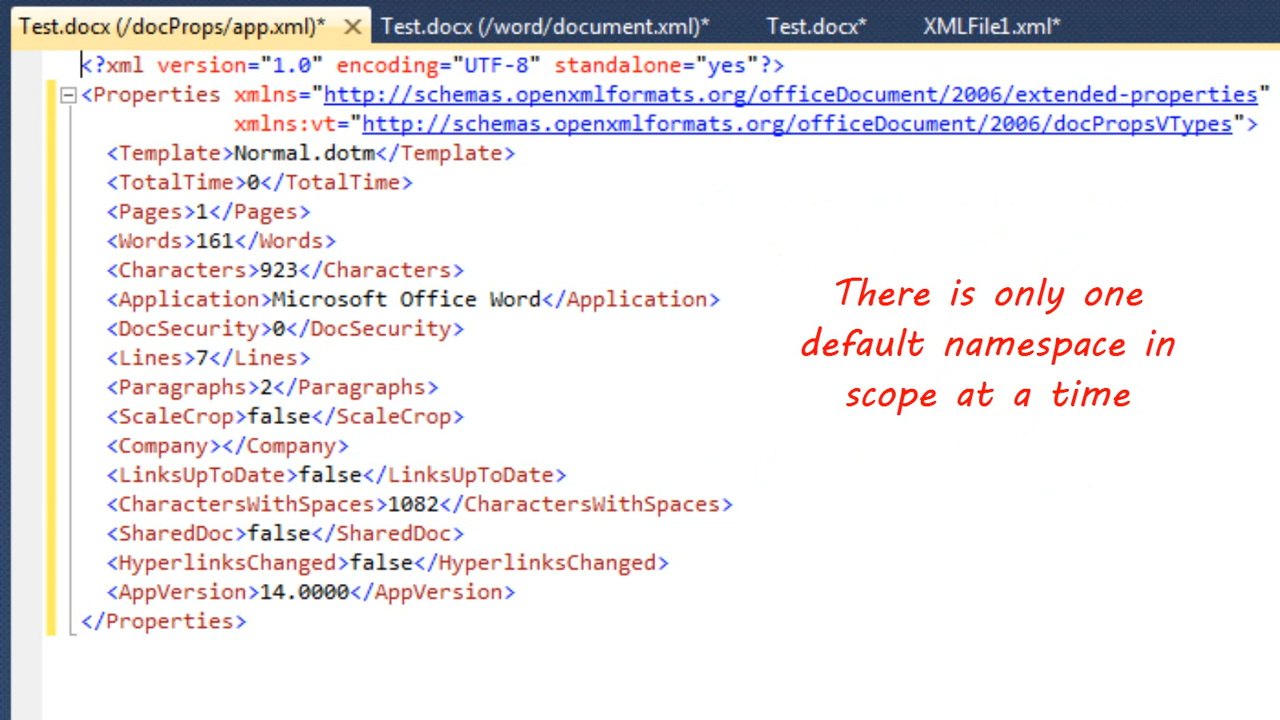 Test.docx (/docProps/app.xml)* Test.docx (/word/document.xml)* Test.docx* XMLFile1.xml*
<?xml version="1.0" encoding="UTF-8" standalone="yes"?>
<Properties xmlns="http://schemas.openxmlformats.org/officeDocument/2006/extended-properties"
xmlns:vt="http://schemas.openxmlformats.org/officeDocument/2006/docPropsVTypes">
<Template>Normal.dotm</Template>
<TotalTime>0</TotalTime>
<Pages>1</Pages>
<Words>161</Words>
<Characters>923</Characters>
<Application>Microsoft Office Word</Application>
<DocSecurity>0</DocSecurity>
<Lines>7</Lines>
<Paragraphs>2</Paragraphs>
<ScaleCrop>false</ScaleCrop>
<Company></Company>
<LinksUpToDate>false</LinksUpToDate>
<CharactersWithSpaces>1082</CharactersWithSpaces>
<SharedDoc>false</SharedDoc>
<HyperlinksChanged>false</HyperlinksChanged>
<AppVersion>14.0000</AppVersion>
</Properties>
There is only one
default namespace in
scope at a time